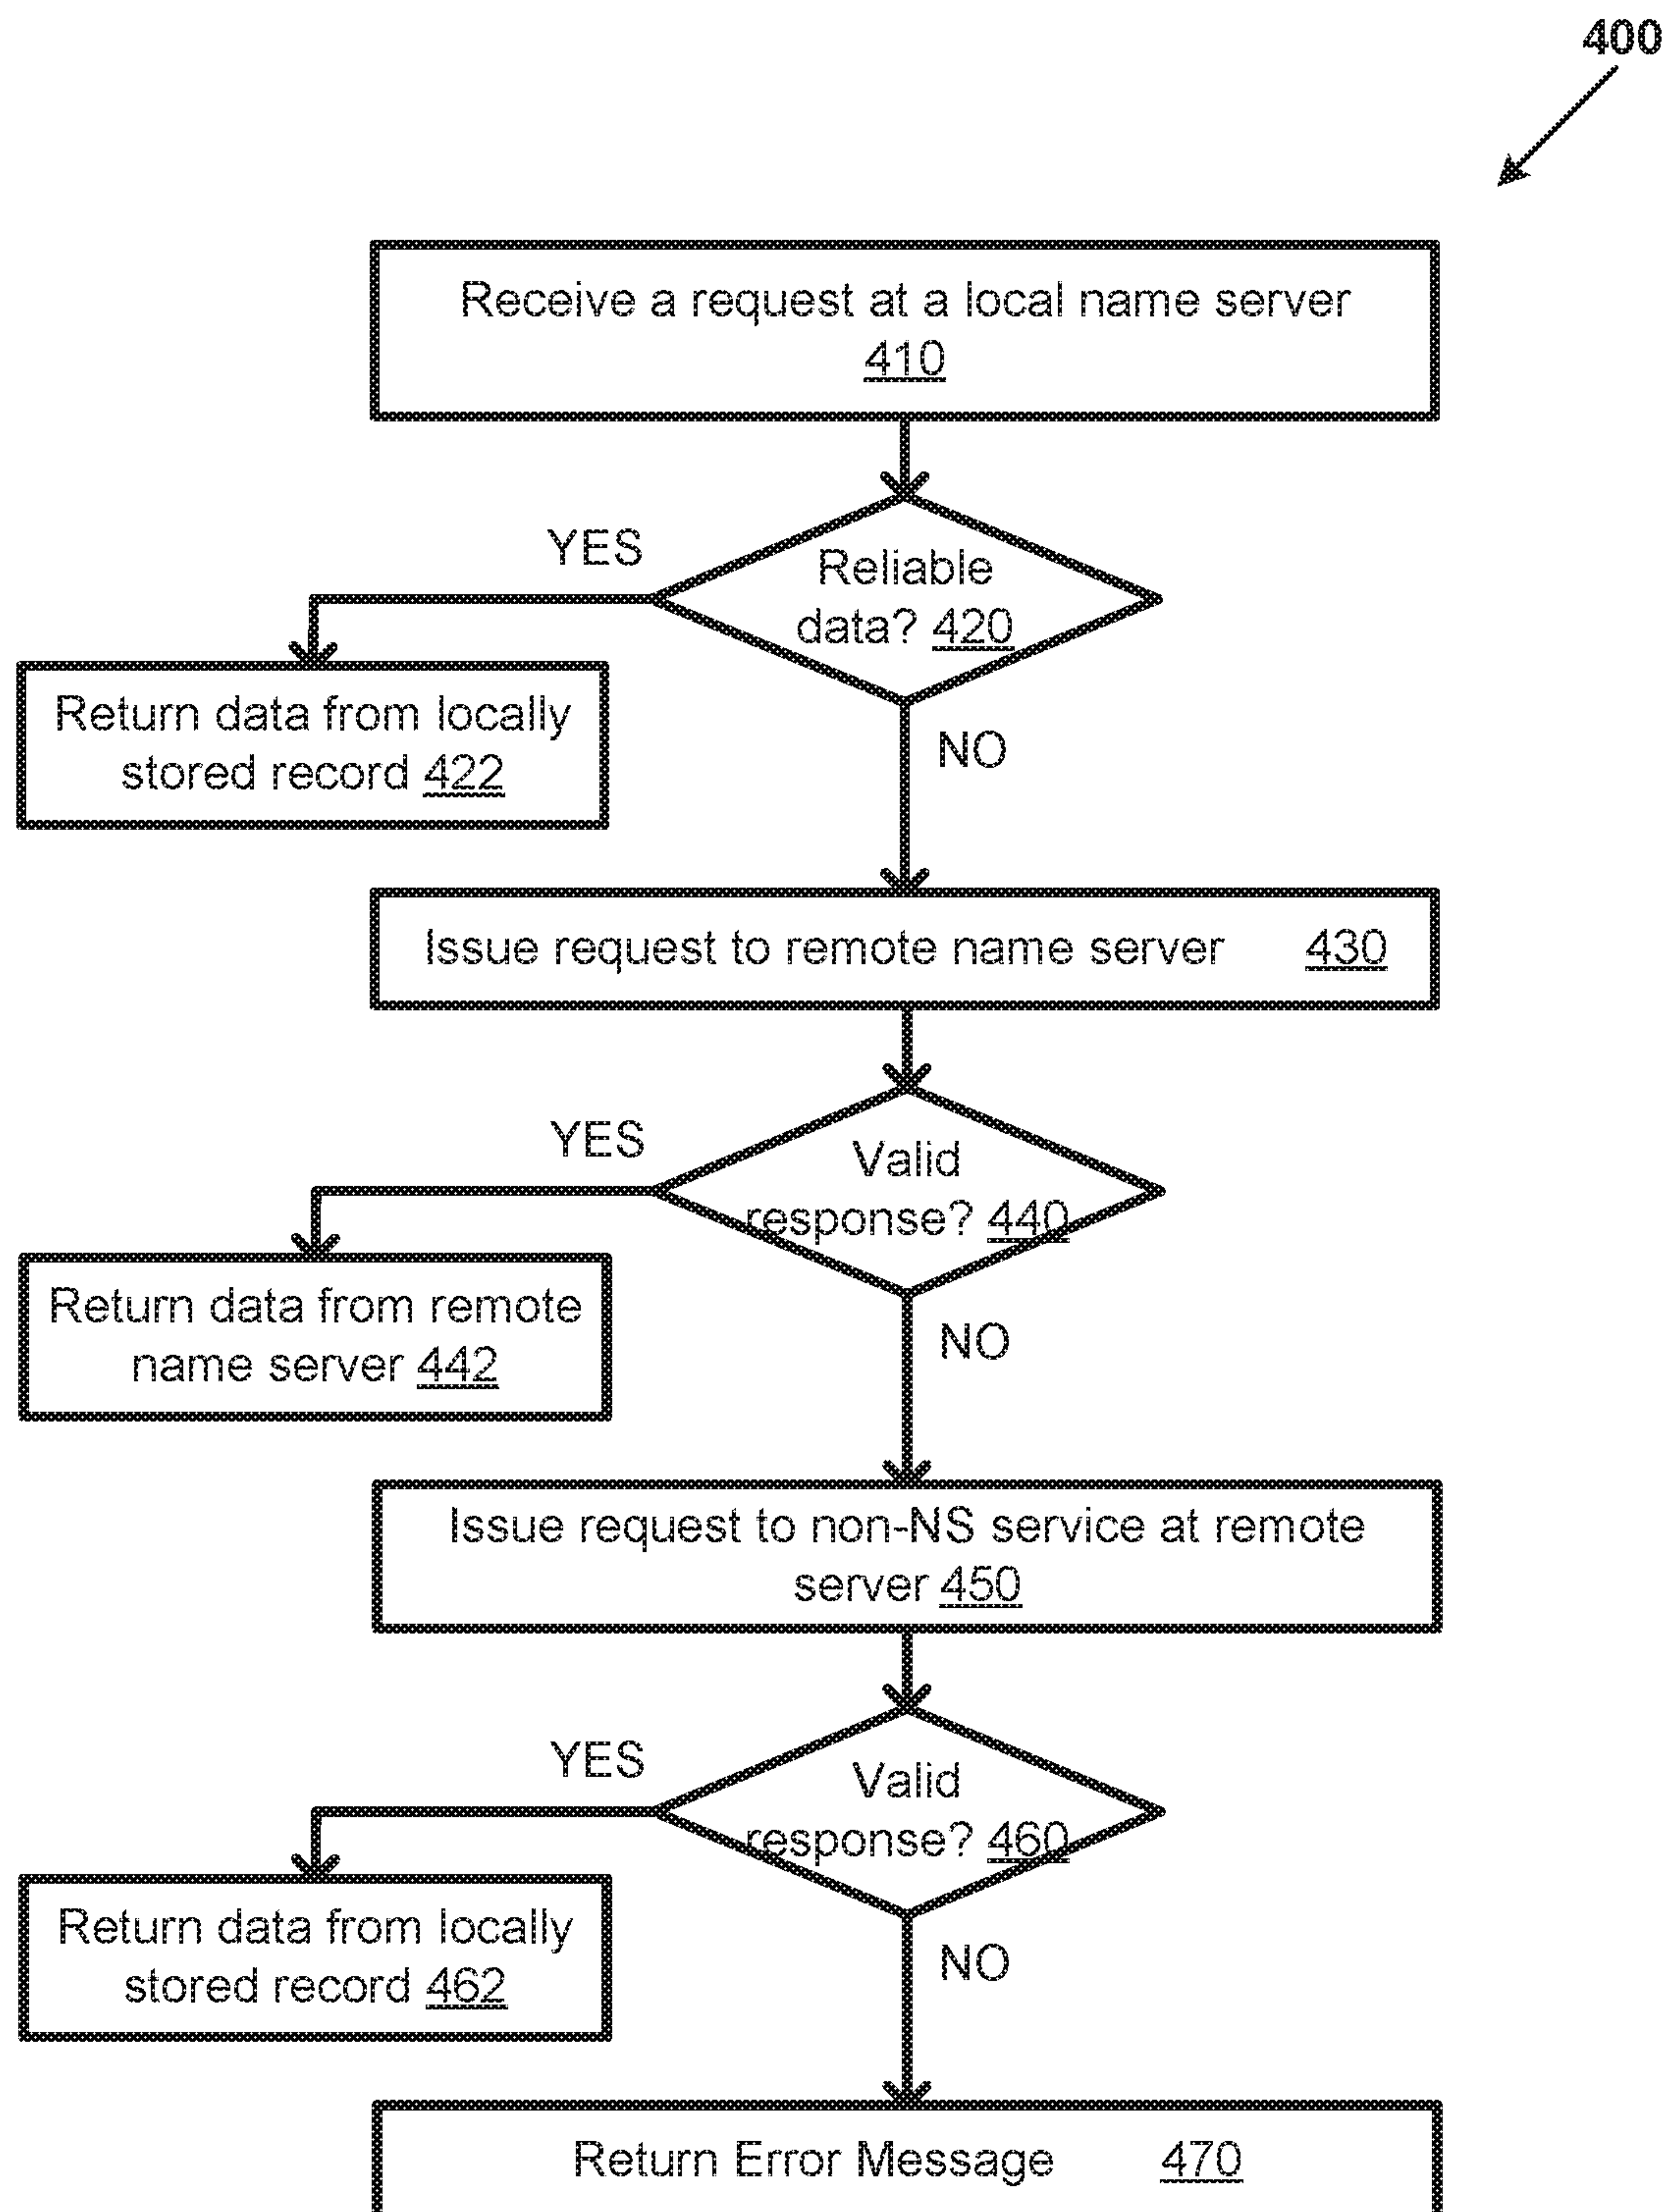 400
Receive a request at a local name server
410
YES
Reliable
data? 420
Return data from locally
stored record 422
NO
Issue request to remote name server 430
YES
Valid
response? 440
Return data from remote
name server 442
NO
Issue request to non-NS service at remote
server 450
YES
Valid
response? 460
Return data from locally
stored record 462
NO
Return Error Message 470